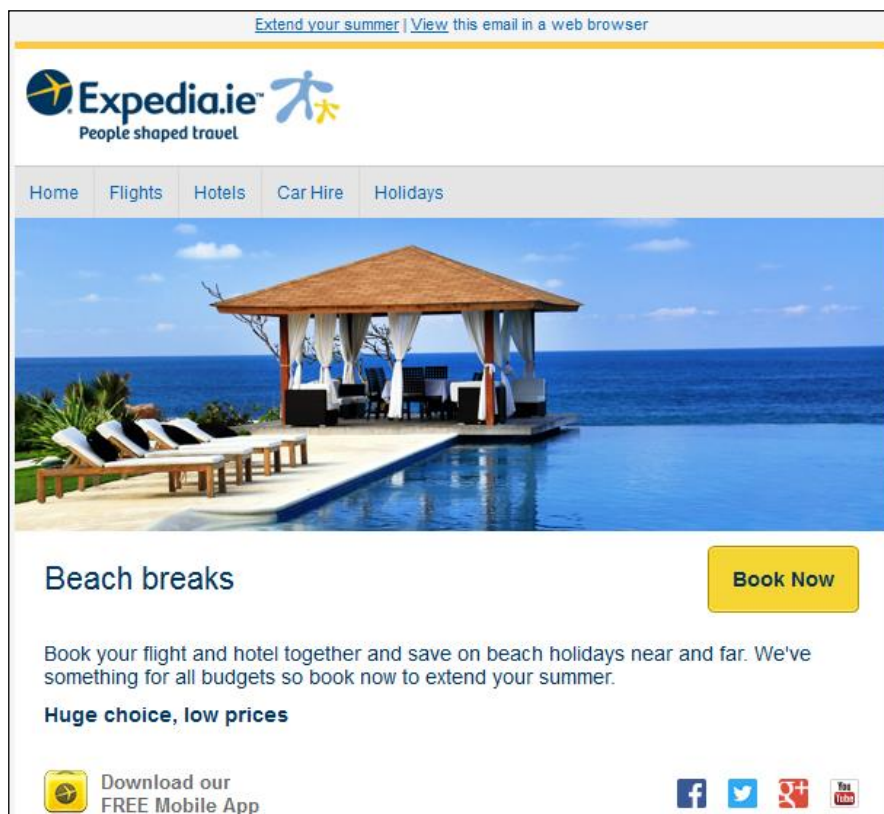 Extend your summer | View this email in a web browser
Expedia.ie™
People shaped travel
Home Flights Hotels Car Hire Holidays
Beach breaks
Book Now
Book your flight and hotel together and save on beach holidays near and far. We've
something for all budgets so book now to extend your summer.
Huge choice, low prices
Download our
FREE Mobile App
f g+ You
Tube